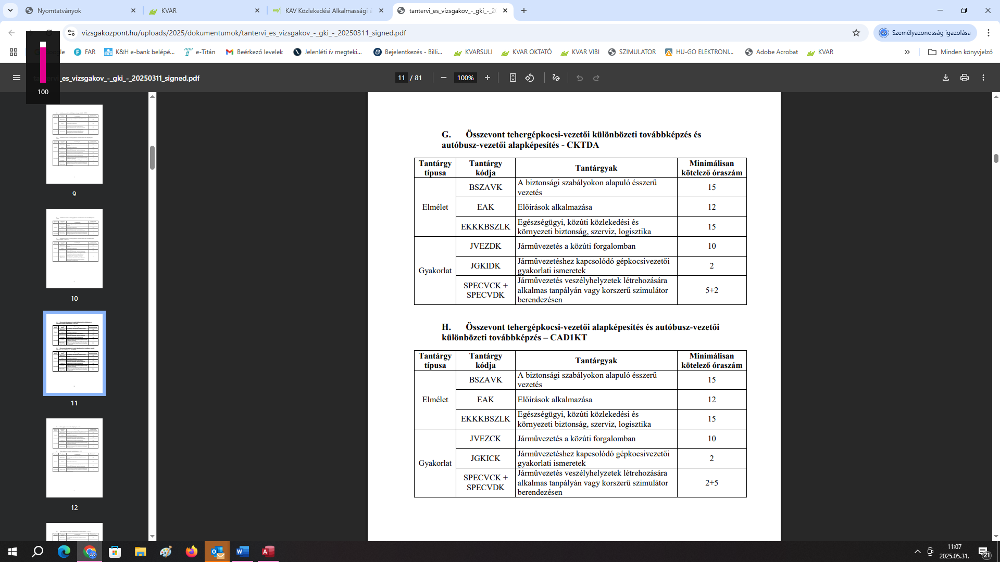 Nyomtatványok
KVAR
KAV Közlekedési Alkalmassági é
tantervi_es_vizsgakov_-_gki_-_20
vizsgakozpont.hu/uploads/2025/dokumentumok/tantervi_es_vizsgakov_-_gki_-_20250311_signed.pdf
Személyazonosság igazolása
FAR
K&H e-bank belépé...
e-Titán
Beérkező levelek
Jelenléti ív megteki...
Bejelentkezés - Billi...
KVARSULI
KVAR OKTATÓ
KVAR VIBI
SZIMULATOR
HU-GO ELEKTRONI...
Adobe Acrobat
KVAR
Minden könyvjelző
_es_vizsgakov_-_gki_-_20250311_signed.pdf
11 / 81
100%
100
9
10
11
12
G. Összevont tehergépkocsi-vezetői különbözeti továbbképzés és
autóbusz-vezetői alapképesítés - CKTDA
Tantárgy típusa Tantárgy kódja Tantárgyak Minimálisan kötelező óraszám
Elmélet
BSZAVK A biztonsági szabályokon alapuló ésszerű vezetés 15
EAK Előírások alkalmazása 12
EKKKBSZLK Egészségügyi, közúti közlekedési és környezeti biztonság, szerviz, logisztika 15
Gyakorlat
JVEZDK Járművezetés a közúti forgalomban 10
JGKIDK Járművezetéshez kapcsolódó gépkocsivezetői gyakorlati ismeretek 2
SPECVCK + SPECVDK Járművezetés veszélyhelyzetek létrehozására alkalmas tanpályán vagy korszerű szimulátor berendezésen 5+2
H. Összevont tehergépkocsi-vezetői alapképesítés és autóbusz-vezetői
különbözeti továbbképzés – CAD1KT
Tantárgy típusa Tantárgy kódja Tantárgyak Minimálisan kötelező óraszám
Elmélet
BSZAVK A biztonsági szabályokon alapuló ésszerű vezetés 15
EAK Előírások alkalmazása 12
EKKKBSZLK Egészségügyi, közúti közlekedési és környezeti biztonság, szerviz, logisztika 15
Gyakorlat
JVEZCK Járművezetés a közúti forgalomban 10
JGKICK Járművezetéshez kapcsolódó gépkocsivezetői gyakorlati ismeretek 2
SPECVCK + SPECVDK Járművezetés veszélyhelyzetek létrehozására alkalmas tanpályán vagy korszerű szimulátor berendezésen 2+5
11:07
2025.05.31.
21